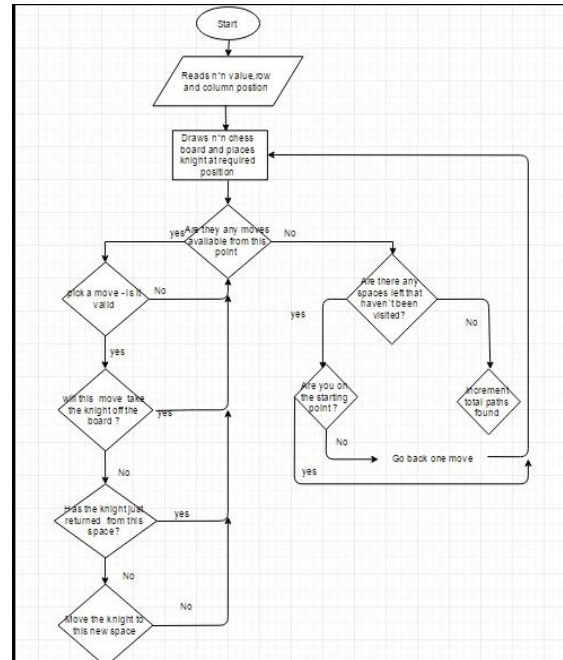 Start
Reads n*n value,row
and column postion
Draws n*n chess
board and places
knight at required
position
yes
Are they any moves
available from this
point
No
pick a move - Is it
valid
No
Are there any
spaces left that
haven't been
visited?
yes
No
yes
will this move take
the knight off the
board ?
yes
Are you on
the starting
point ?
Increment
total paths
found
No
Go back one move
yes
No
Has the knight just
returned from this
space?
yes
No
Move the knight to
this new space
No